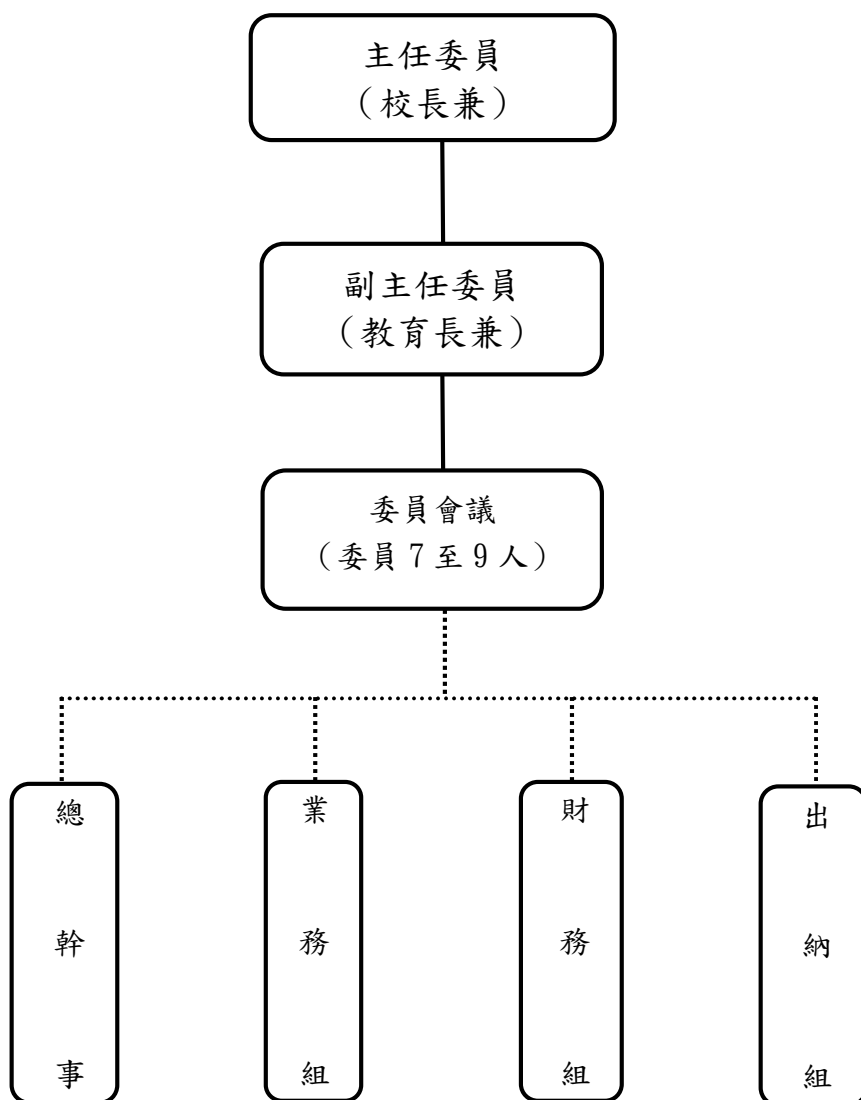 主任委員
（校長兼）
副主任委員
（教育長兼）
委員會議
（委員 7 至 9 人）
總幹事
業務組
財務組
出納組